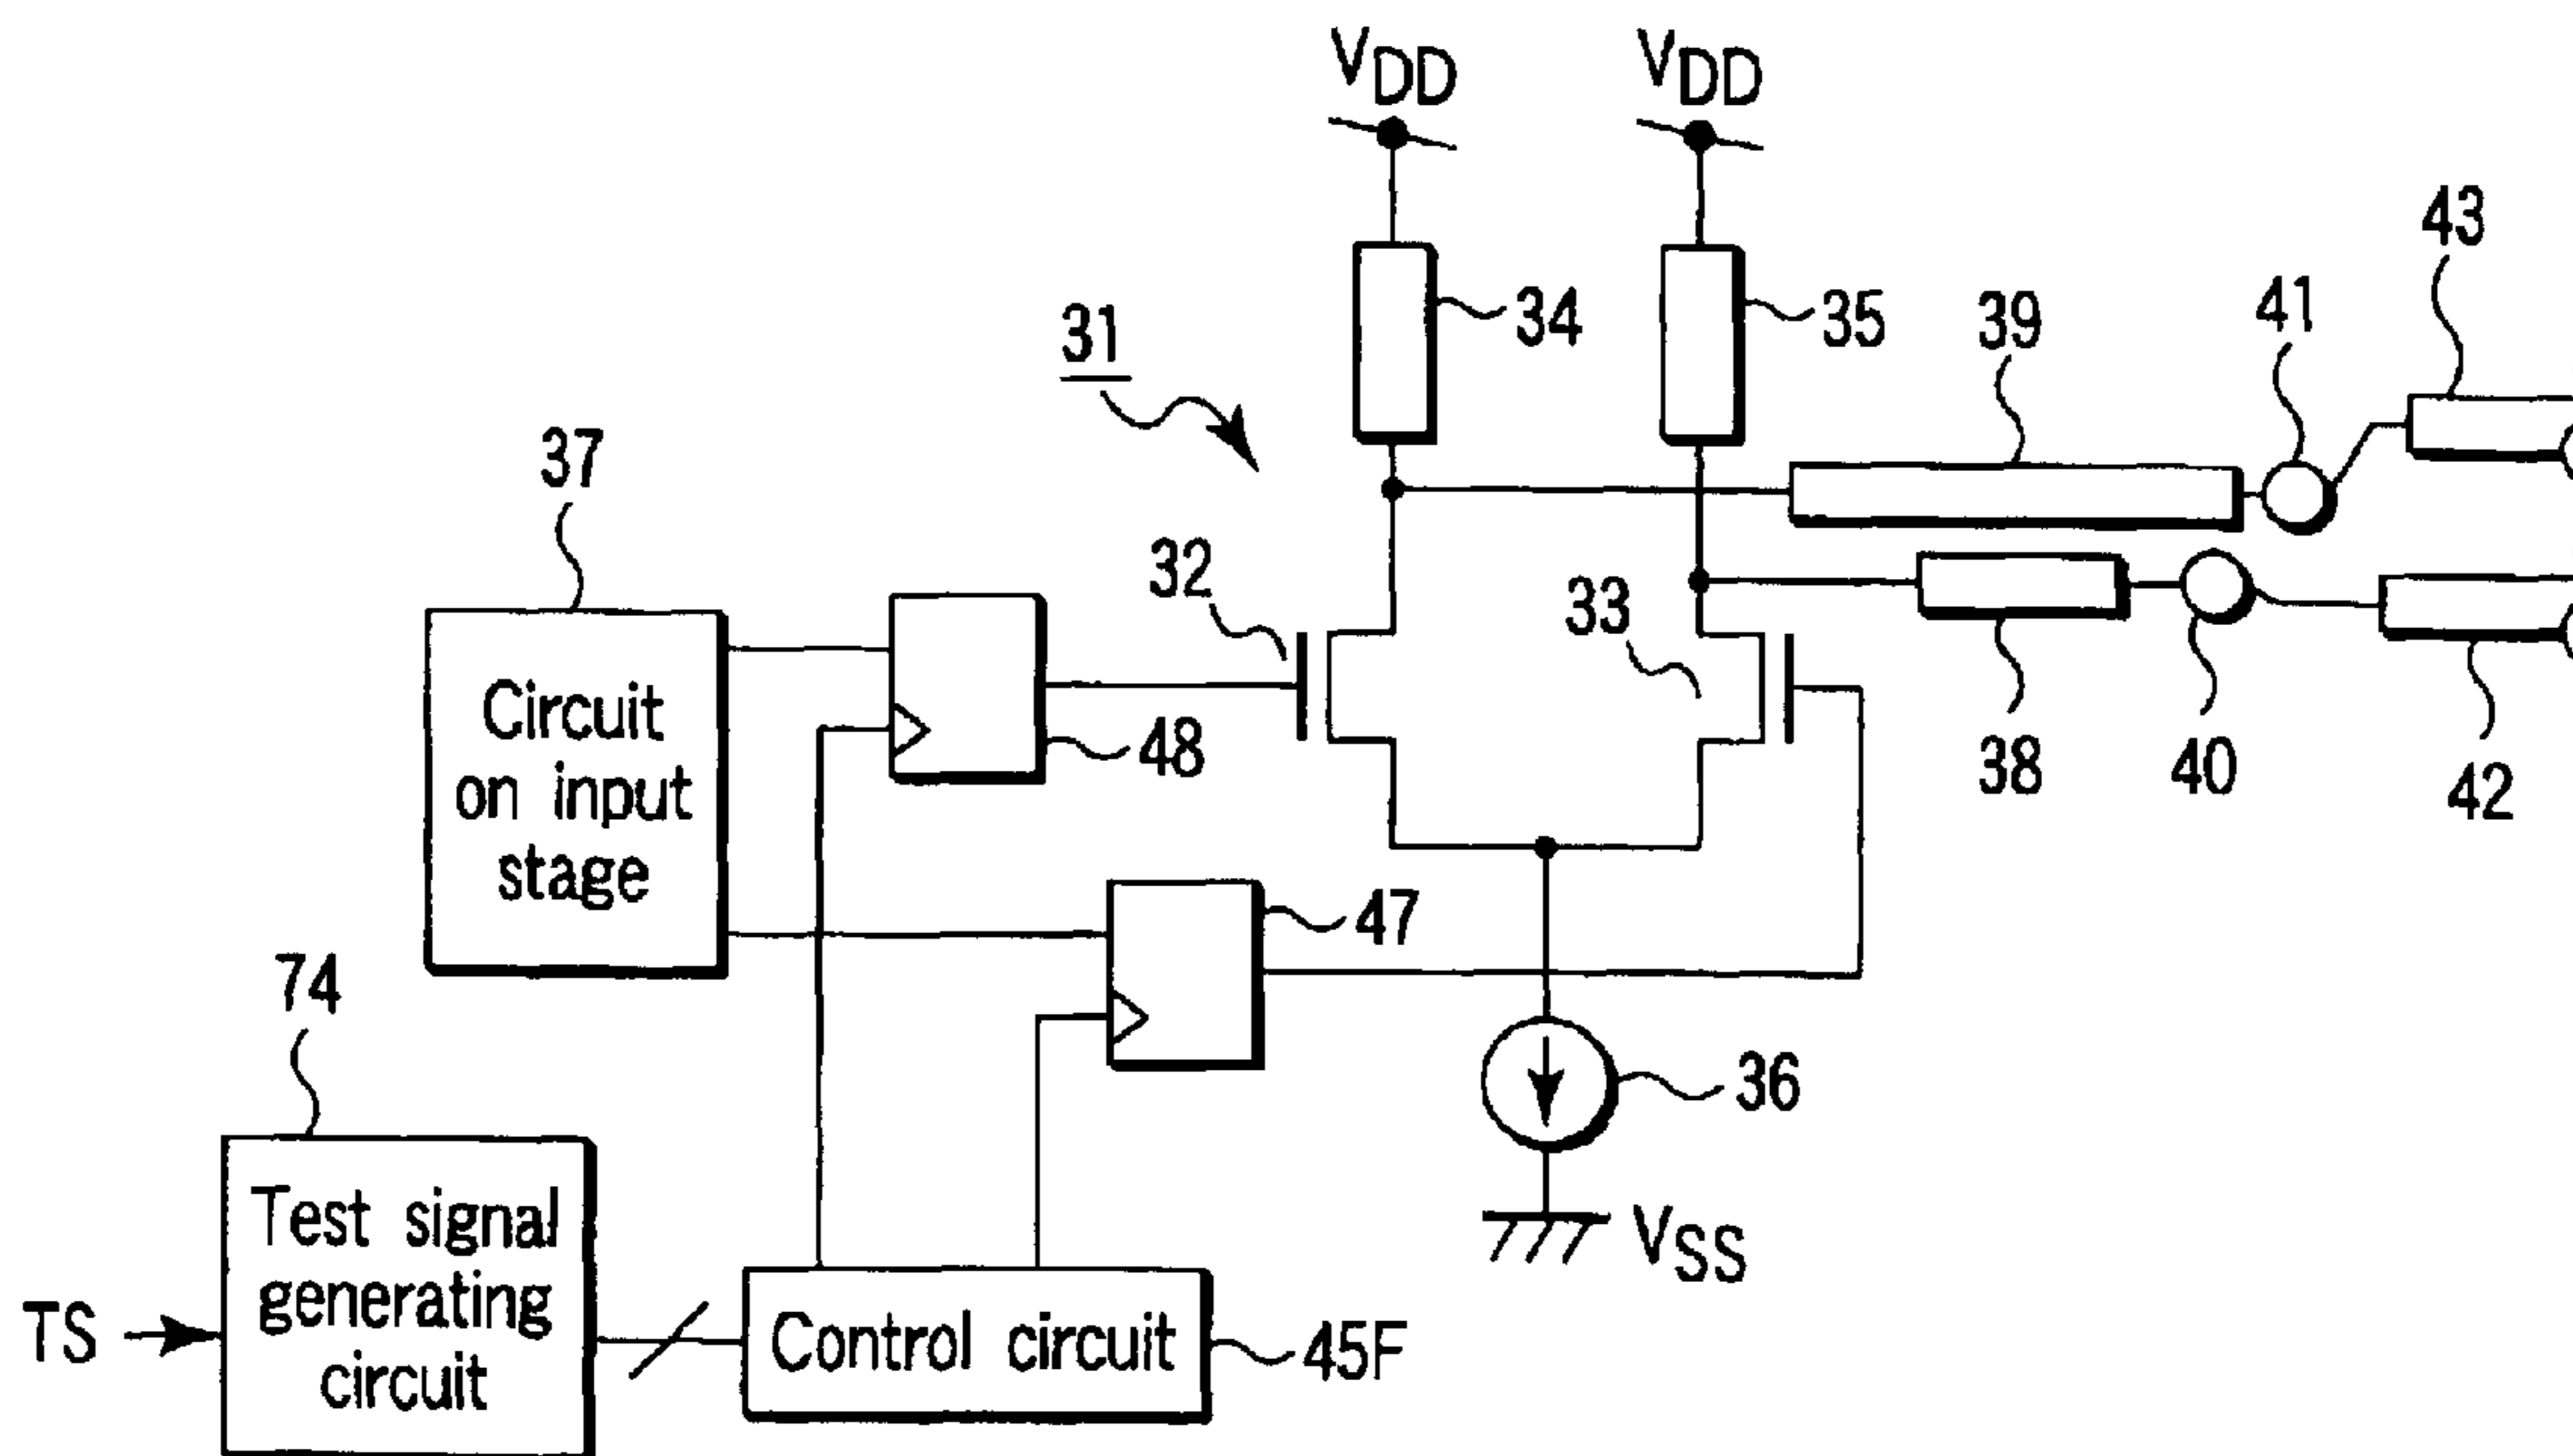 VDD
VDD
43
41
34
35
39
31
37
32
33
Circuit
on input
stage
48
38
40
42
47
74
36
Test signal
generating
circuit
VSS
TS
Control circuit
45F